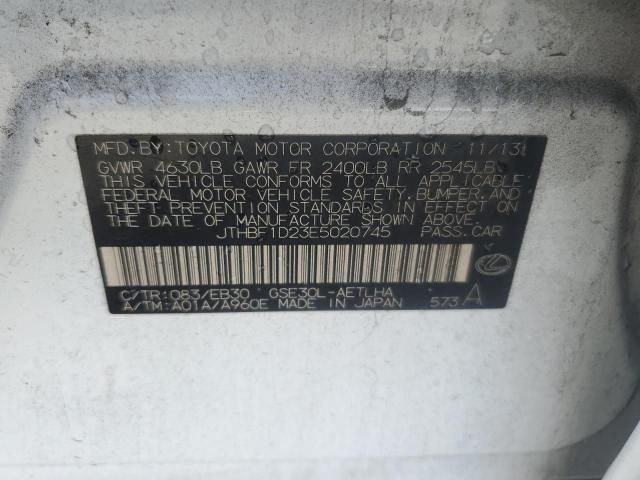 MFD.BY:TOYOTA MOTOR CORPORATION 11/13
GVWR 4630LB GAWR FR 2400LB RR 2545LB
THIS VEHICLE CONFORMS TO ALL APPLICABLE
FEDERAL MOTOR VEHICLE SAFETY, BUMPER, AND
THEFT PREVENTION STANDARDS IN EFFECT ON
THE DATE OF MANUFACTURE SHOWN ABOVE.
JTHBF1D23E5020745 PASS.CAR
C/TR:083/EB30 GSE30L-AETLHA
A/TM:A01A/A960E MADE IN JAPAN 573 A